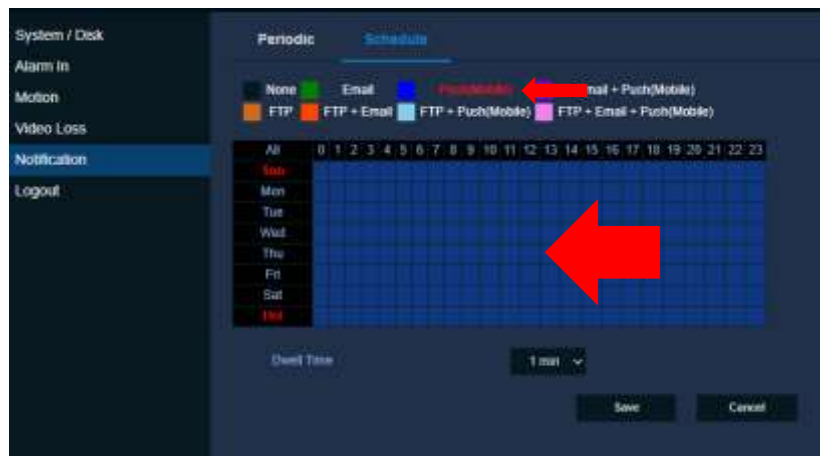 System / Disk
Alarm In
Motion
Video Loss
Notification
Logout
Periodic Schedule
None Email Push(Mobile) Email + Push(Mobile)
FTP FTP + Email FTP + Push(Mobile) FTP + Email + Push(Mobile)
All 0 1 2 3 4 5 6 7 8 9 10 11 12 13 14 15 16 17 18 19 20 21 22 23
Sun
Mon
Tue
Wed
Thu
Fri
Sat
Hol
Dwell Time 1 min
Save Cancel